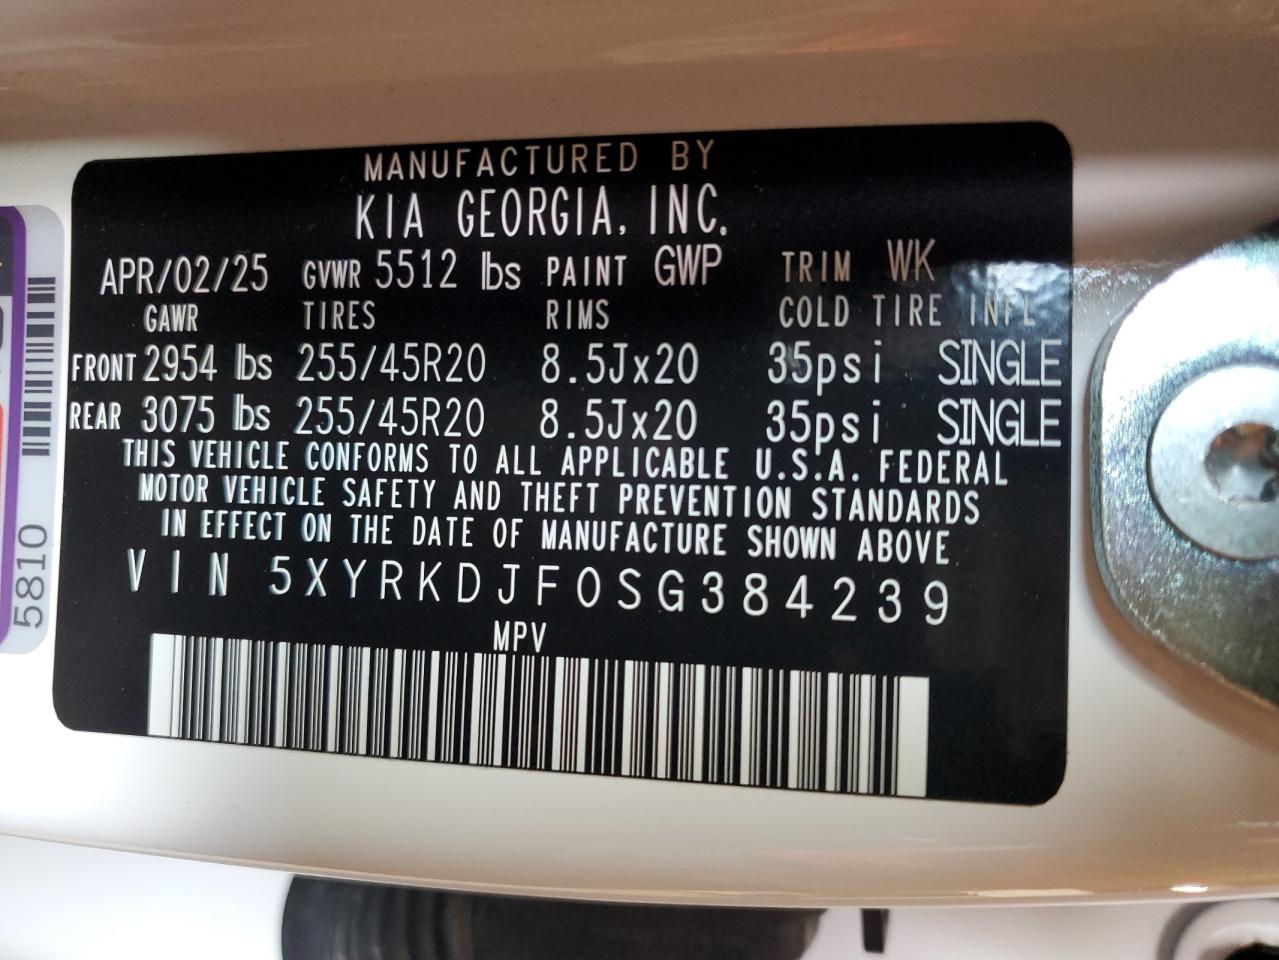 MANUFACTURED BY
KIA GEORGIA, INC.
APR/02/25 GVWR 5512 lbs PAINT GWP TRIM WK
GAWR TIRES RIMS COLD TIRE INFL
FRONT 2954 lbs 255/45R20 8.5Jx20 35psi SINGLE
REAR 3075 lbs 255/45R20 8.5Jx20 35psi SINGLE
THIS VEHICLE CONFORMS TO ALL APPLICABLE U.S.A. FEDERAL
MOTOR VEHICLE SAFETY AND THEFT PREVENTION STANDARDS
IN EFFECT ON THE DATE OF MANUFACTURE SHOWN ABOVE
VIN 5XYRKDJF0SG384239
MPV
5810